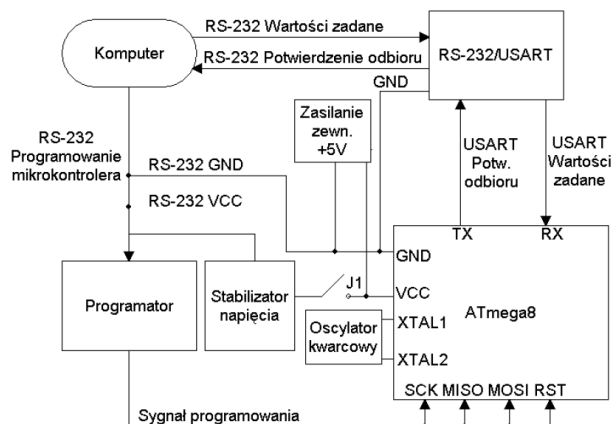 RS-232 Wartości zadane
Komputer
RS-232 Potwierdzenie odbioru
RS-232/USART
GND
Zasilanie
zewn.
+5V
RS-232
Programowanie
mikrokontrolera
RS-232 GND
RS-232 VCC
USART
Potw.
odbioru
USART
Wartości
zadane
TX
RX
GND
Programator
Stabilizator
napięcia
J1
VCC
ATmega8
Oscylator
kwarcowy
XTAL1
XTAL2
SCK MISO MOSI RST
Sygnał programowania